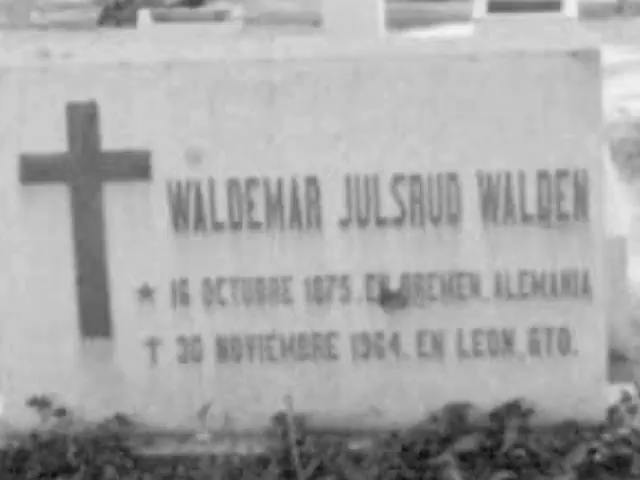 WALDEMAR JULSRUD WALDEN
★ 16 OCTUBRE 1875. EN BREMEN. ALEMANIA
† 30 NOVIEMBRE 1964. EN LEON, GTO.